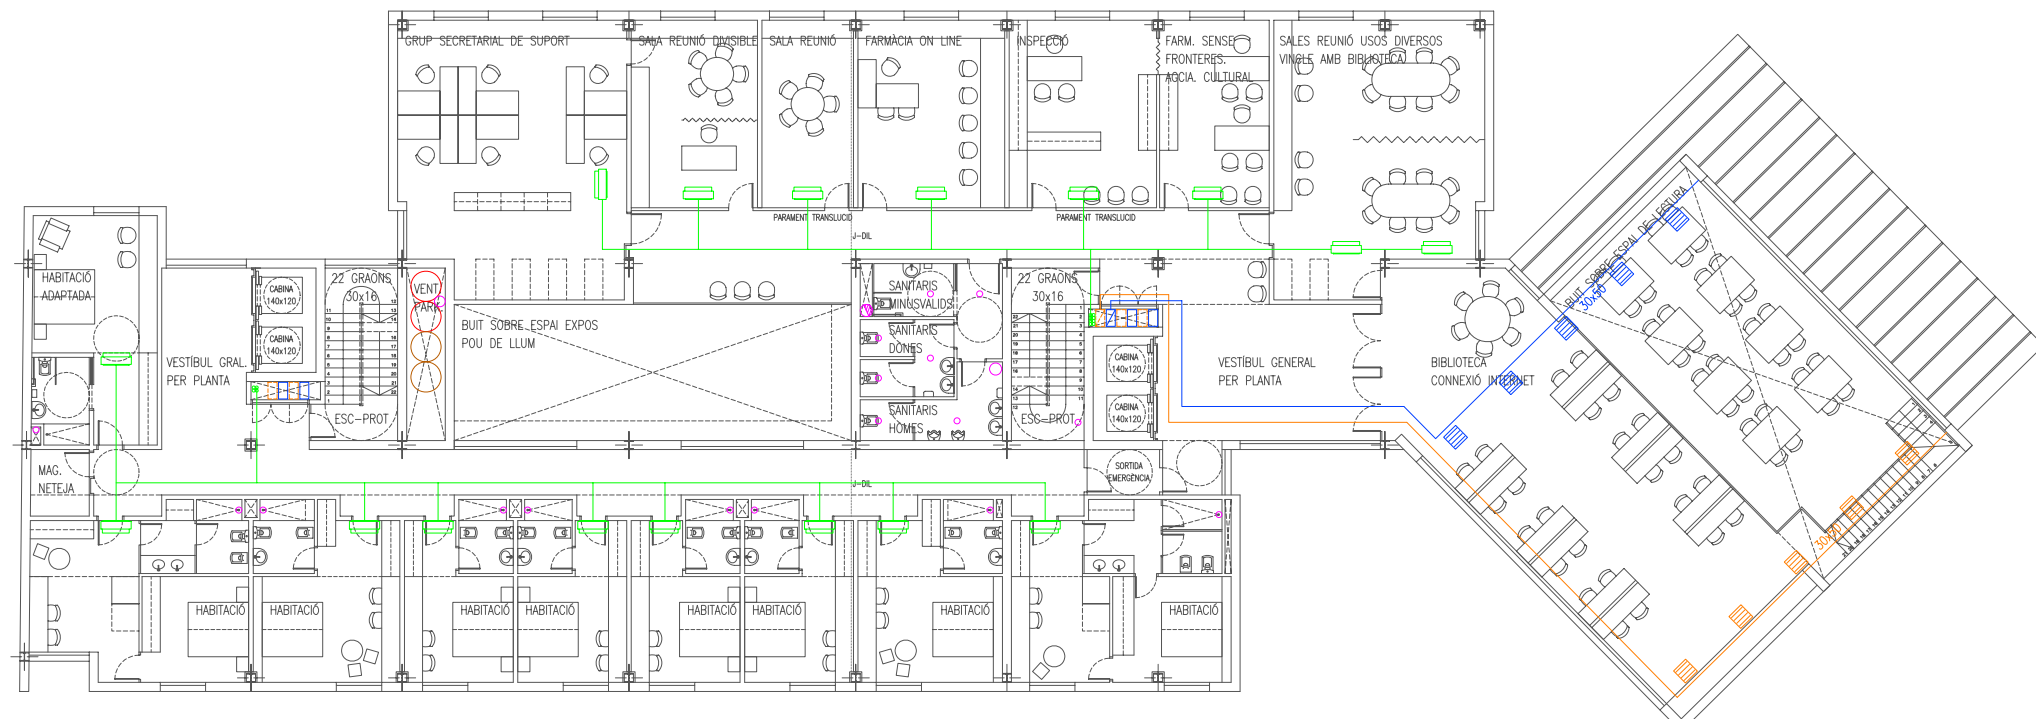 GRUP SECRETARIAL DE SUPORT
SALA REUNIÓ DIVISIBLE
SALA REUNIÓ
FARMÀCIA ON LINE
INSPECCIÓ
FARM. SENSE
FRONTERES.
ACCIA. CULTURAL
SALES REUNIÓ USOS DIVERSOS
VINCLE AMB BIBLIOTECA
PARAMENT TRANSLUCID
PARAMENT TRANSLUCID
J-DIL
HABITACIÓ
ADAPTADA
CABINA
140x120
CABINA
140x120
22 GRAONS
30x16
ESC-PROT.
VENT.
PARK.
VESTÍBUL GRAL.
PER PLANTA
BUIT SOBRE ESPAI EXPOS
POU DE LLUM
SANITARIS
MINUSVALIDS
SANITARIS
DONES
SANITARIS
HOMES
22 GRAONS
30x16
ESC-PROT.
CABINA
140x120
CABINA
140x120
VESTÍBUL GENERAL
PER PLANTA
BIBLIOTECA
CONNEXIÓ INTERNET
BUIT SOBRE ESPAI DE LECTURA
30x50
30x50
MAG.
NETEJA
J-DIL
SORTIDA
EMERGÈNCIA
HABITACIÓ
HABITACIÓ
HABITACIÓ
HABITACIÓ
HABITACIÓ
HABITACIÓ
HABITACIÓ
HABITACIÓ